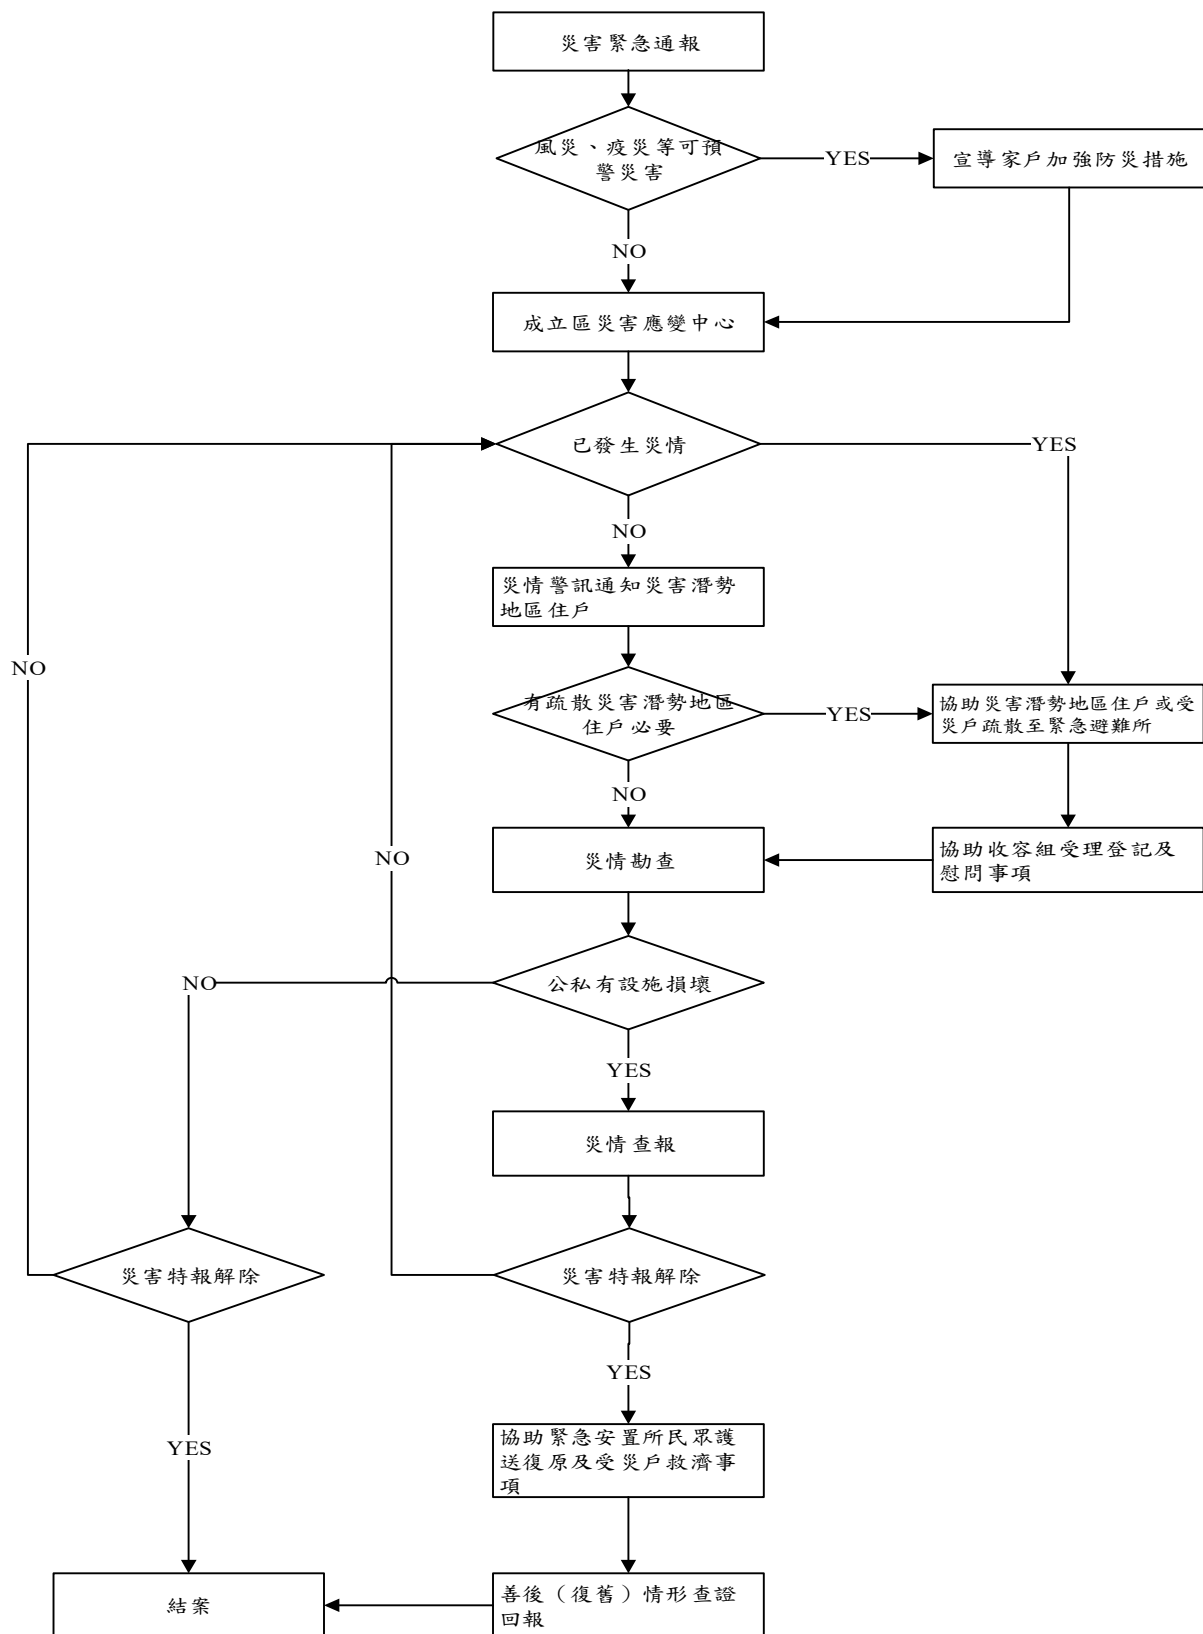 災害緊急通報
風災、疫災等可預
警災害
YES
宣導家戶加強防災措施
NO
成立區災害應變中心
已發生災情
YES
NO
災情警訊通知災害潛勢
地區住戶
NO
有疏散災害潛勢地區
住戶必要
YES
協助災害潛勢地區住戶或受
災戶疏散至緊急避難所
NO
NO
災情勘查
協助收容組受理登記及
慰問事項
NO
公私有設施損壞
YES
災情查報
災害特報解除
災害特報解除
YES
YES
協助緊急安置所民眾護
送復原及受災戶救濟事
項
結案
善後（復舊）情形查證
回報